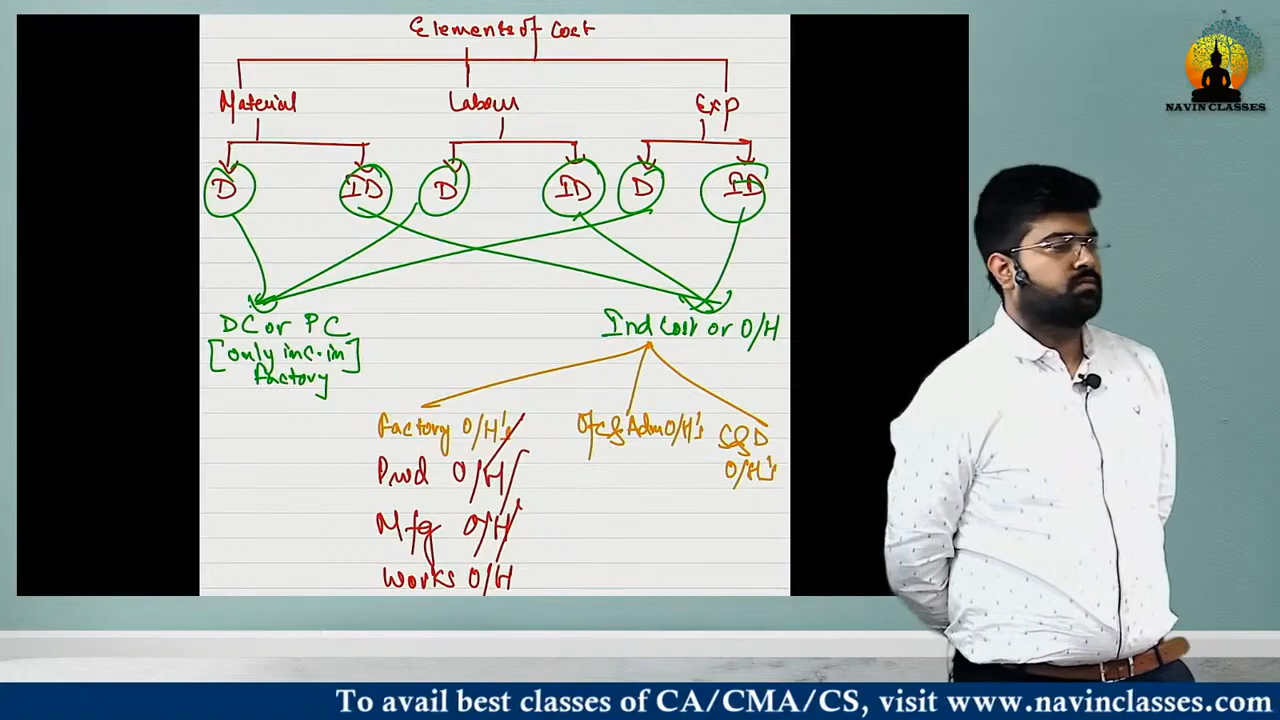 Elements of Cost
NAVIN CLASSES
Material Labour Exp
D ID D ID D ID
DC or PC
[only inc. in]
factory
Ind Cost or O/H
Factory O/H's
Ofc & Adm O/H's
S & D
O/H's
Prod O/H
Mfg O/H
Works O/H
To avail best classes of CA/CMA/CS, visit www.navinclasses.com